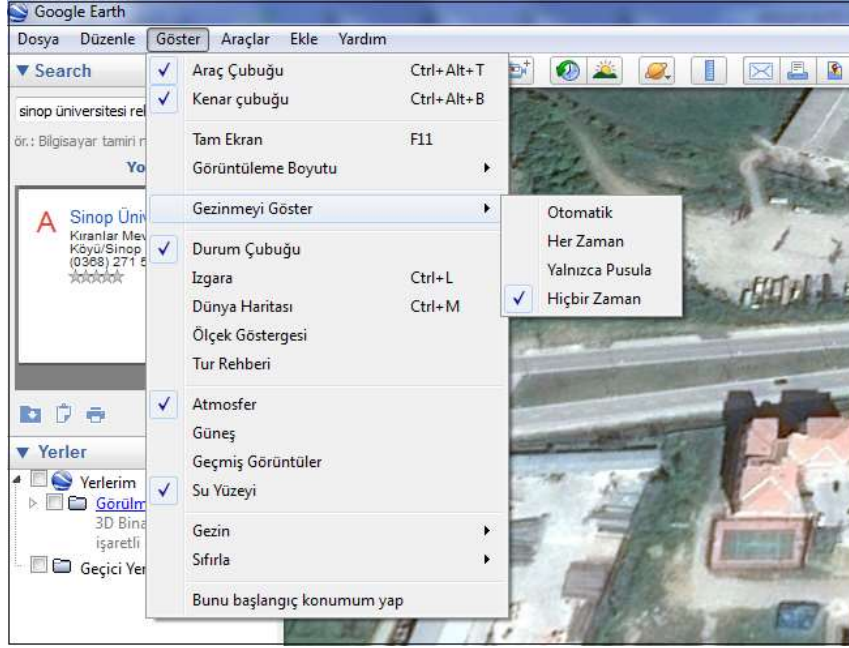 Google Earth
Dosya Düzenle Göster Araçlar Ekle Yardım
Search
sinop üniversitesi rel
ör.: Bilgisayar tamiri
Yo
A
Sinop Üni
Kıranlar Mev
Köyü/Sinop
(0368) 271 5
Araç Çubuğu Ctrl+Alt+T
Kenar çubuğu Ctrl+Alt+B
Tam Ekran F11
Görüntüleme Boyutu
Gezinmeyi Göster
Durum Çubuğu
Izgara Ctrl+L
Dünya Haritası Ctrl+M
Ölçek Göstergesi
Tur Rehberi
Atmosfer
Güneş
Geçmiş Görüntüler
Su Yüzeyi
Gezin
Sıfırla
Bunu başlangıç konumum yap
Otomatik
Her Zaman
Yalnızca Pusula
Hiçbir Zaman
Yerler
Yerlerim
Görülm
3D Bina
işaretli
Geçici Yer